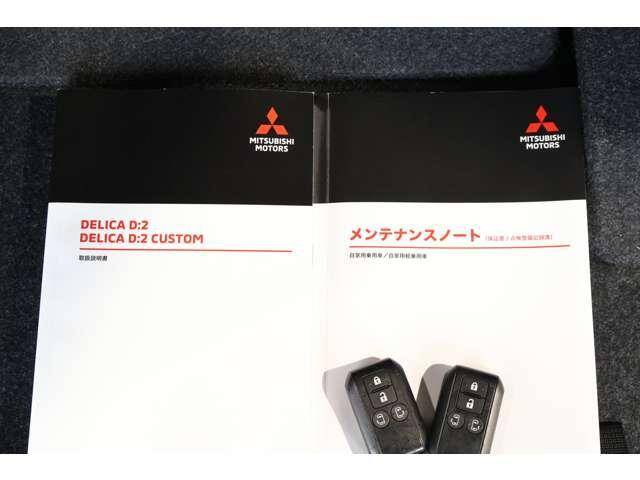 MITSUBISHI
MOTORS
DELICA D:2
DELICA D:2 CUSTOM
取扱説明書
MITSUBISHI
MOTORS
メンテナンスノート
自家用乗用車/自家用軽乗用車